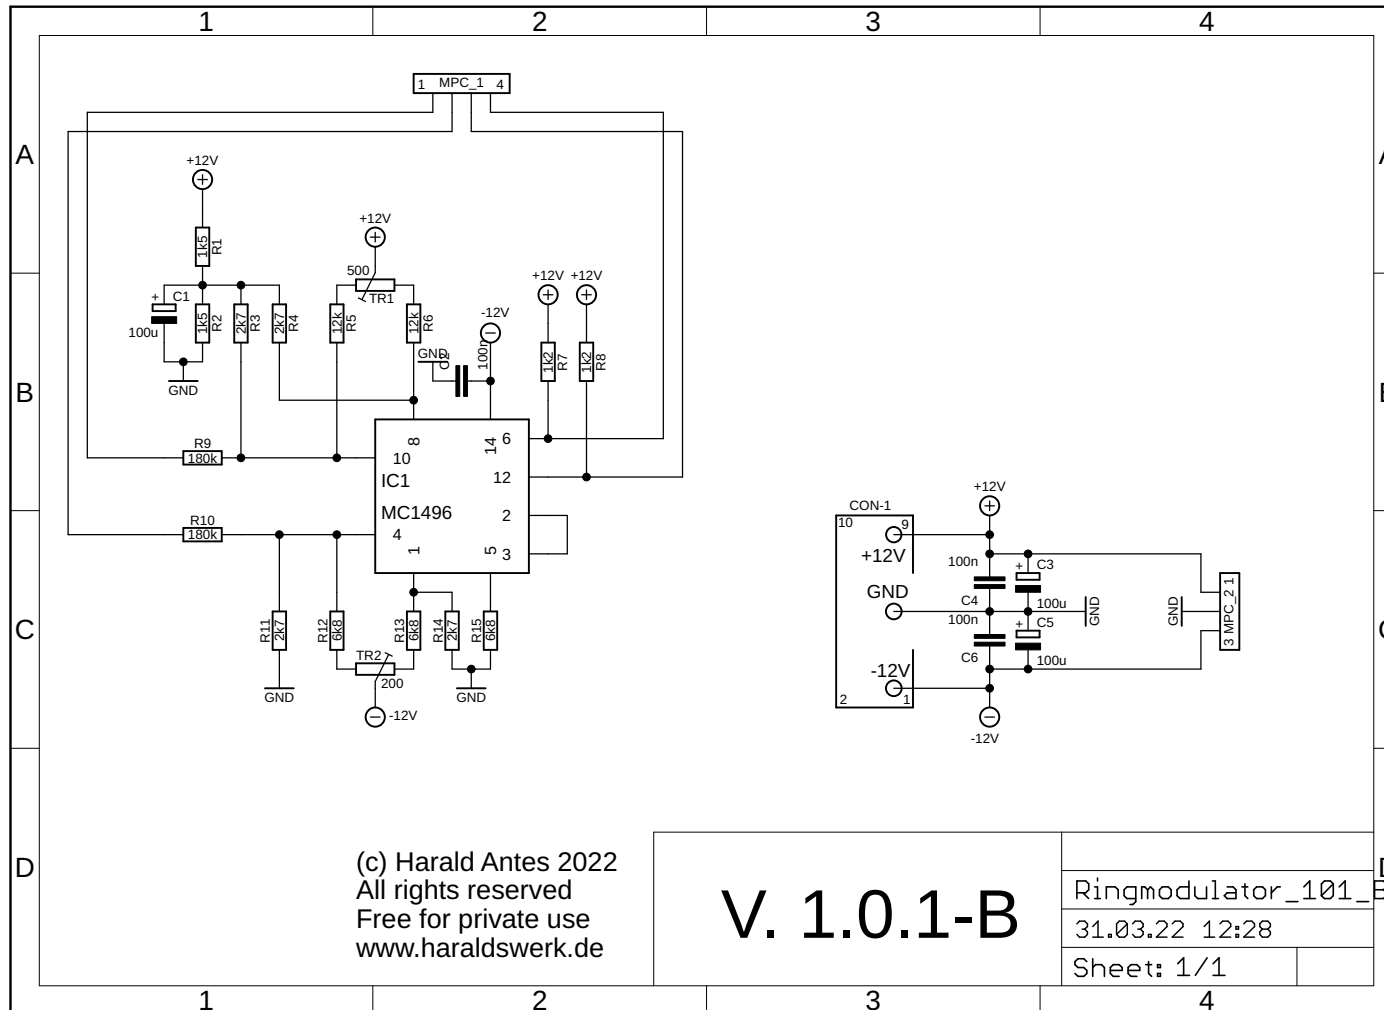 1 2 3 4
A A
B B
C C
D D
1 MPC_1 4
+12V
1k5 R1
+12V
500
TR1
+ C1
100u
1k5 R2
2k7 R3
2k7 R4
12k R5
12k R6
GND
-12V
GND
C2
100n
+12V +12V
1k2 R7
1k2 R8
8 14 6
R9
180k
10
IC1
12
MC1496
R10
180k
4 1 5 2
3
R11 2k7
R12 6k8
R13 6k8
R14 2k7
R15 6k8
TR2
200
GND
GND
-12V
+12V
CON-1
10 9
+12V
GND
-12V
2 1
100n
C4
+ C3
100u
100n
C6
+ C5
100u
GND
GND
3 MPC_2 1
-12V
(c) Harald Antes 2022
All rights reserved
Free for private use
www.haraldswerk.de
V. 1.0.1-B
Ringmodulator_101_B
31.03.22 12:28
Sheet: 1/1
1 2 3 4